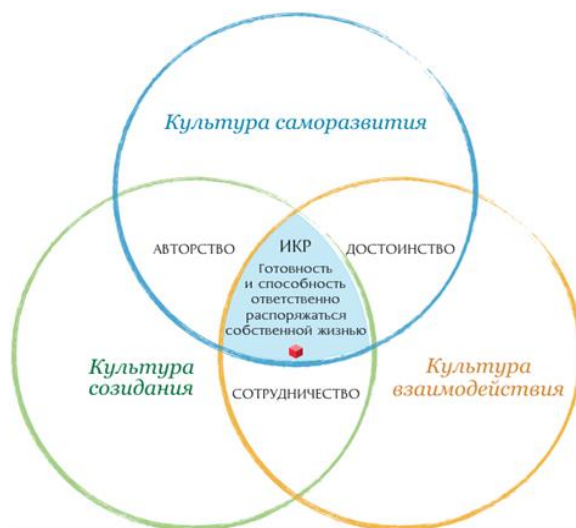 Культура саморазвития
АВТОРСТВО
ИКР
ДОСТОИНСТВО
Готовность
и способность
ответственно
распоряжаться
собственной жизнью
Культура
созидания
Культура
взаимодействия
СОТРУДНИЧЕСТВО